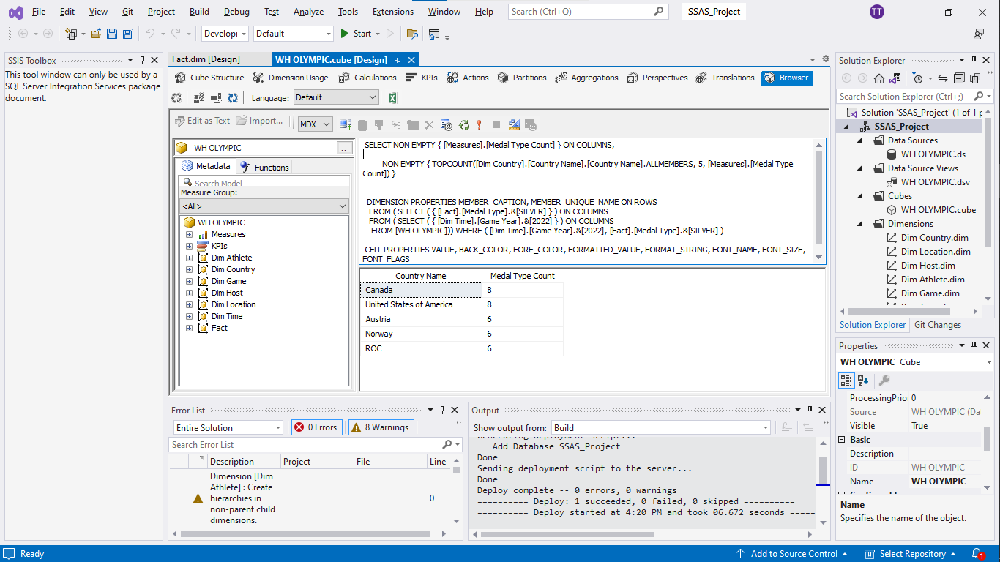 File Edit View Git Project Build Debug Test Analyze Tools Extensions Window Help Search (Ctrl+Q) SSAS_Project TT
Default Start
SSIS Toolbox
This tool window can only be used by a
SQL Server Integration Services package
document.
Fact.dim [Design] WH OLYMPIC.cube [Design]
Cube Structure Dimension Usage Calculations KPIs Actions Partitions Aggregations Perspectives Translations Browser
Language: Default
Edit as Text Import... MDX
WH OLYMPIC ..
Metadata Functions
Search Model
Measure Group:
<All>
WH OLYMPIC
Measures
KPIs
Dim Athlete
Dim Country
Dim Game
Dim Host
Dim Location
Dim Time
Fact
SELECT NON EMPTY { [Measures].[Medal Type Count] } ON COLUMNS,
NON EMPTY { TOPCOUNT([Dim Country].[Country Name].[Country Name].ALLMEMBERS, 5, [Measures].[Medal Type
Count]) }
DIMENSION PROPERTIES MEMBER_CAPTION, MEMBER_UNIQUE_NAME ON ROWS
FROM ( SELECT ( { [Fact].[Medal Type].&[SILVER] } ) ON COLUMNS
FROM ( SELECT ( { [Dim Time].[Game Year].&[2022] } ) ON COLUMNS
FROM [WH OLYMPIC])) WHERE ( [Dim Time].[Game Year].&[2022], [Fact].[Medal Type].&[SILVER] )
CELL PROPERTIES VALUE, BACK_COLOR, FORE_COLOR, FORMATTED_VALUE, FORMAT_STRING, FONT_NAME, FONT_SIZE,
FONT_FLAGS
Country Name Medal Type Count
Canada 8
United States of America 8
Austria 6
Norway 6
ROC 6
Error List
Entire Solution 0 Errors 8 Warnings
Search Error List
Description Project File Line
Dimension [Dim
Athlete] : Create
hierarchies in 0
non-parent child
dimensions.
Output
Show output from: Build
Generating deployment script...
Add Database SSAS_Project
Done
Sending deployment script to the server...
Done
Deploy complete -- 0 errors, 0 warnings
========== Deploy: 1 succeeded, 0 failed, 0 skipped ==========
========== Deploy started at 4:20 PM and took 06.672 seconds ======
Solution Explorer
Search Solution Explorer (Ctrl+;)
Solution 'SSAS_Project' (1 of 1 p
SSAS_Project
Data Sources
WH OLYMPIC.ds
Data Source Views
WH OLYMPIC.dsv
Cubes
WH OLYMPIC.cube
Dimensions
Dim Country.dim
Dim Location.dim
Dim Host.dim
Dim Athlete.dim
Dim Game.dim
Solution Explorer Git Changes
Properties
WH OLYMPIC Cube
ProcessingPrio 0
Source WH OLYMPIC (Da
Visible True
Basic
Description
ID WH OLYMPIC
Name WH OLYMPIC
Name
Specifies the name of the object.
Ready Add to Source Control Select Repository 1